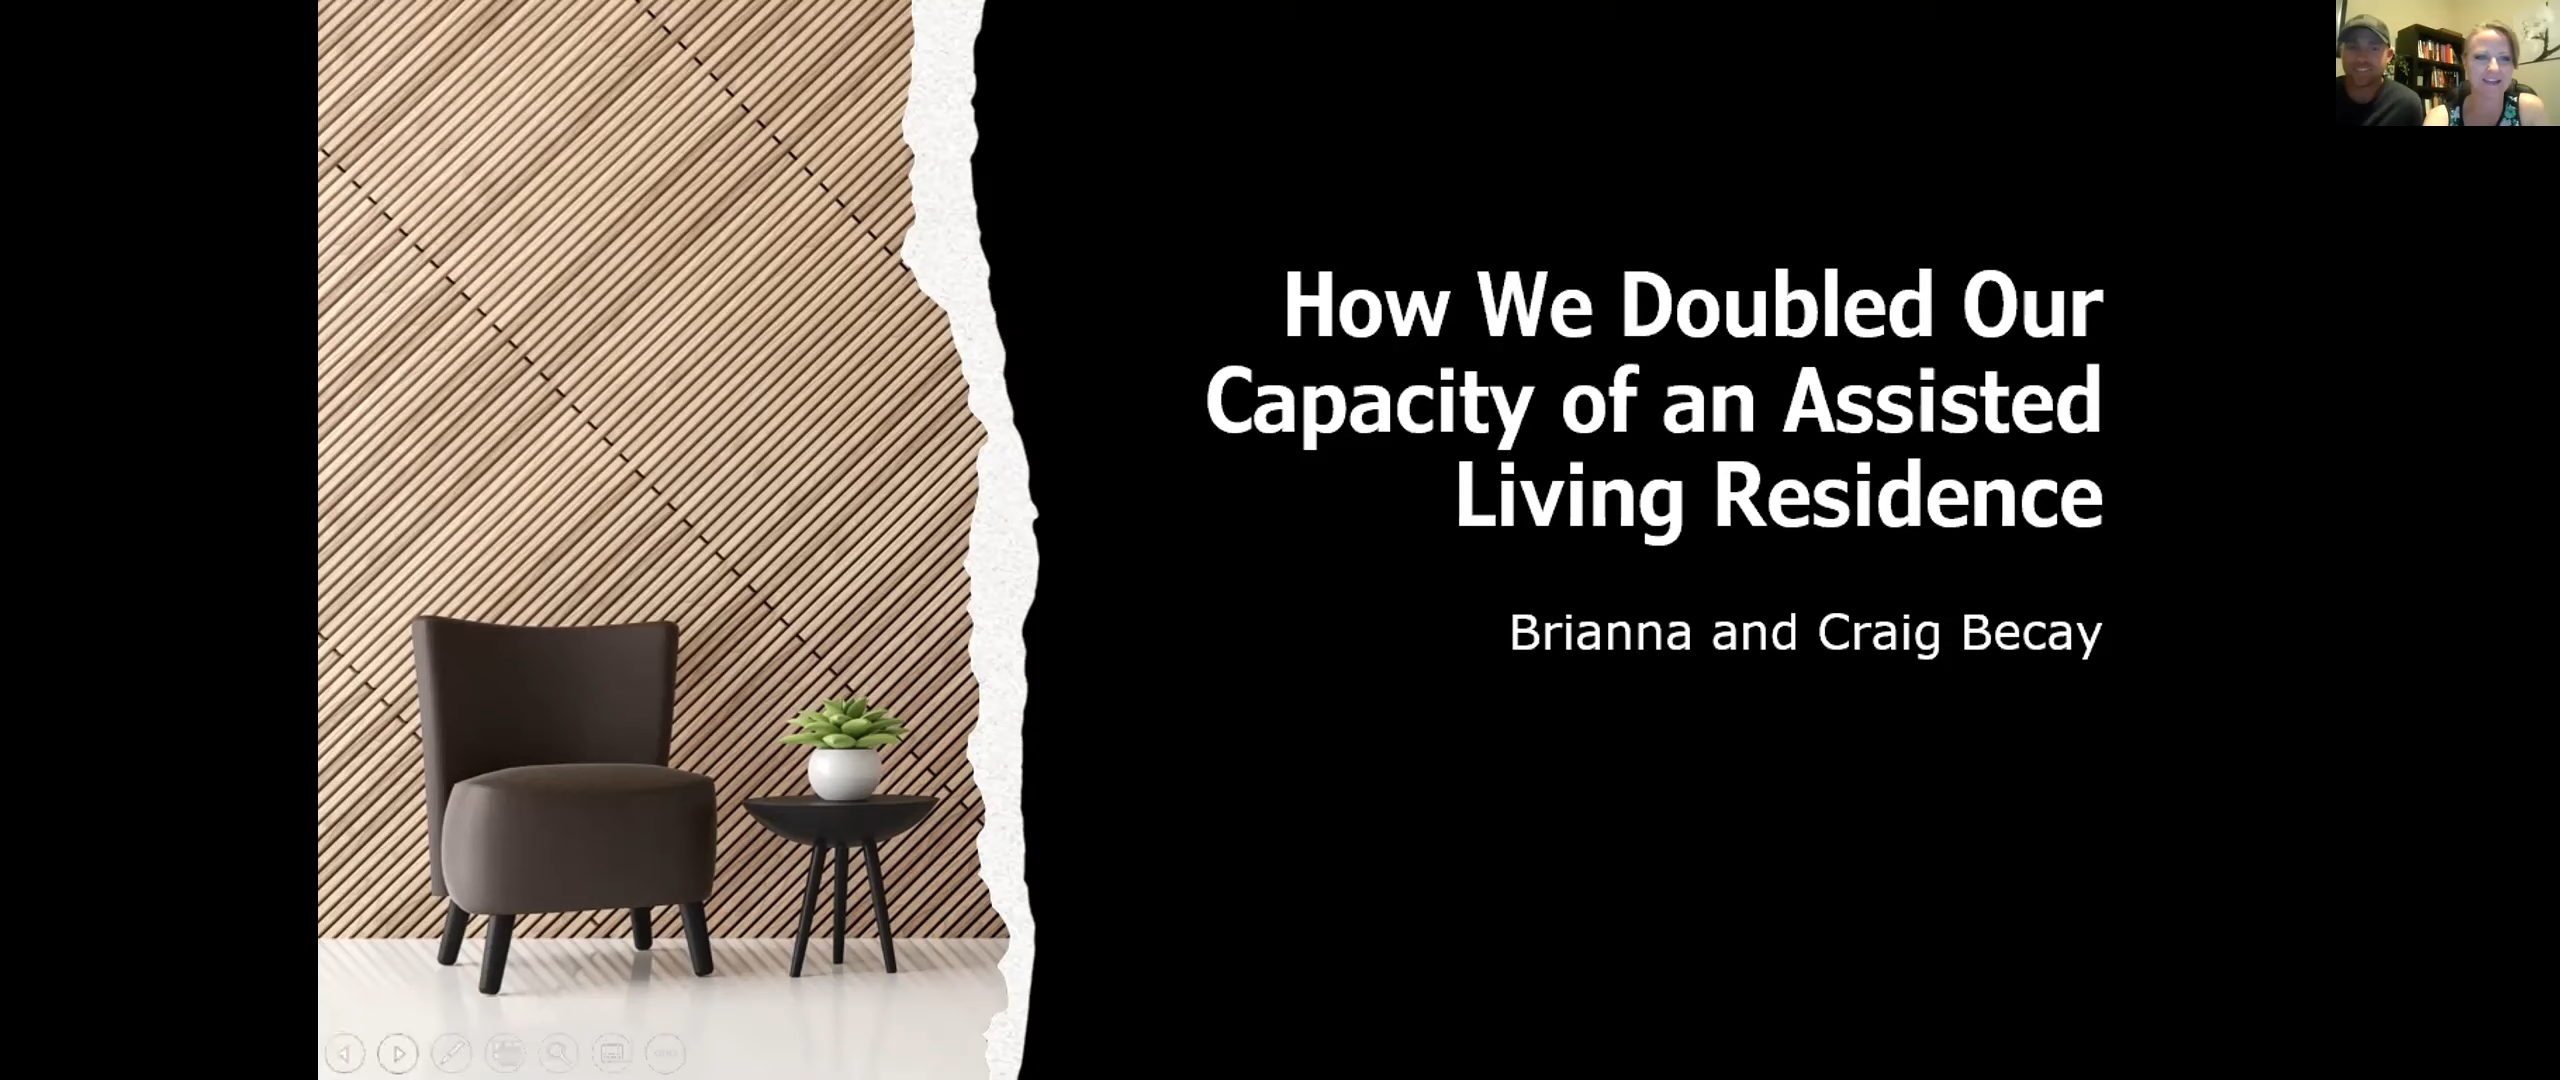 How We Doubled Our
Capacity of an Assisted
Living Residence
Brianna and Craig Becay